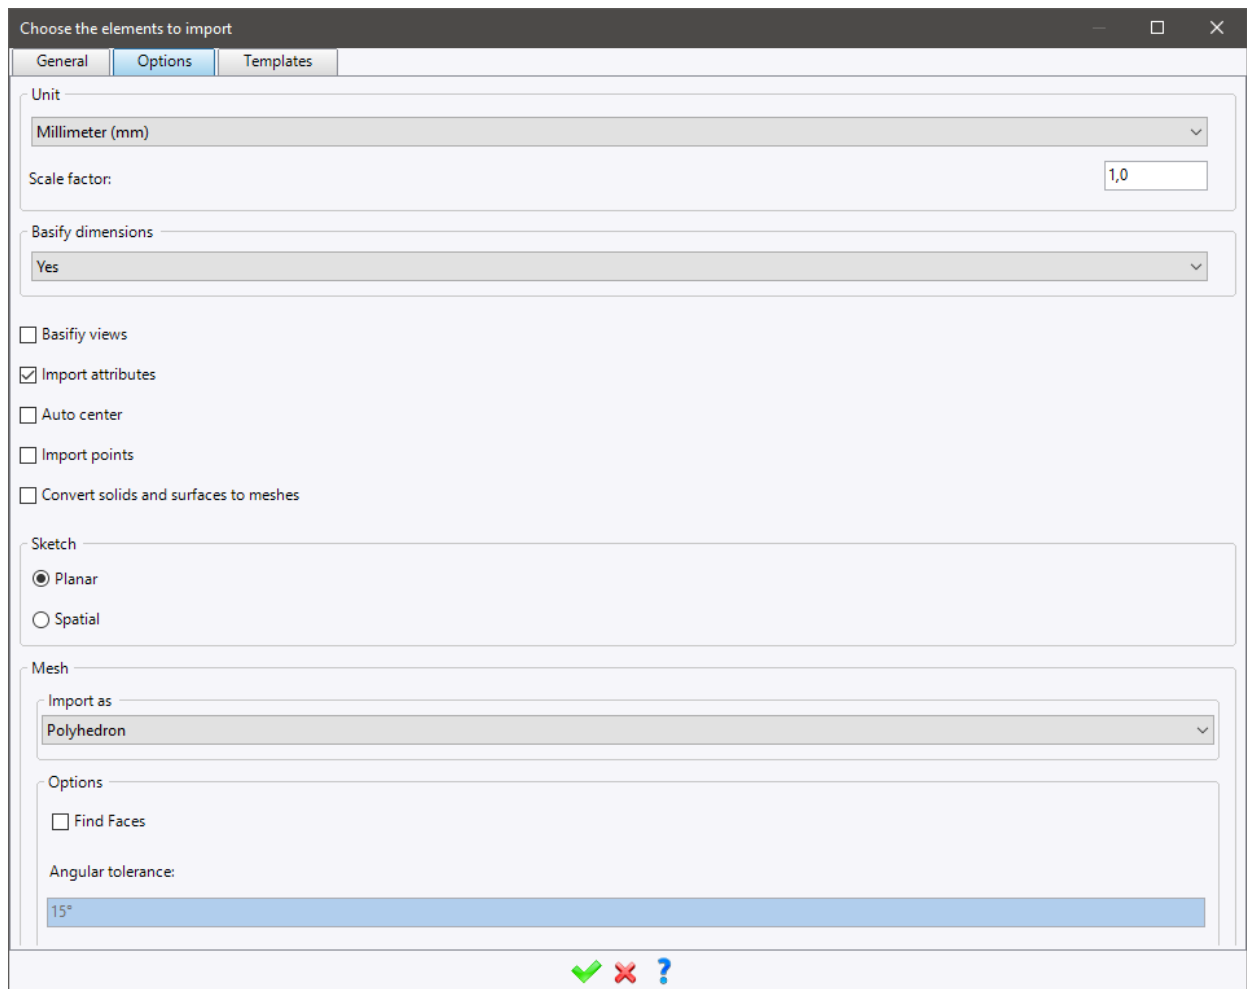 Choose the elements to import
General Options Templates
Unit
Millimeter (mm)
Scale factor: 1,0
Basify dimensions
Yes
Basifiy views
Import attributes
Auto center
Import points
Convert solids and surfaces to meshes
Sketch
Planar
Spatial
Mesh
Import as
Polyhedron
Options
Find Faces
Angular tolerance:
15°
?